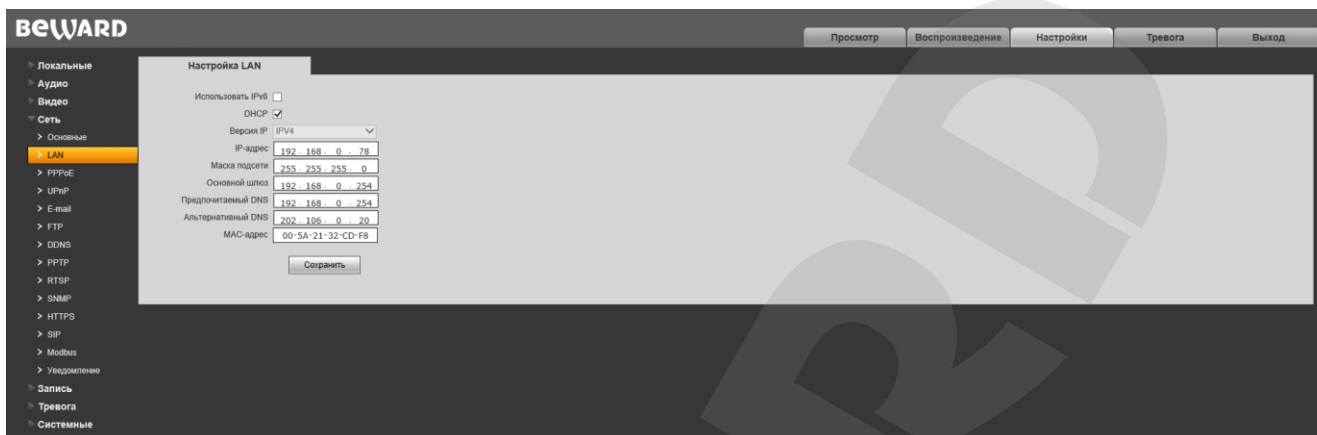 BEWARD
Просмотр
Воспроизведение
Настройки
Тревога
Выход
Локальные
Аудио
Видео
Сеть
Основные
LAN
PPPoE
UPnP
E-mail
FTP
DDNS
PPTP
RTSP
SNMP
HTTPS
SIP
Modbus
Уведомление
Запись
Тревога
Системные
Настройка LAN
Использовать IPv6
DHCP
Версия IP IPV4
IP-адрес 192 . 168 . 0 . 78
Маска подсети 255 . 255 . 255 . 0
Основной шлюз 192 . 168 . 0 . 254
Предпочитаемый DNS 192 . 168 . 0 . 254
Альтернативный DNS 202 . 106 . 0 . 20
MAC-адрес 00-5A-21-32-CD-F8
Сохранить
RD